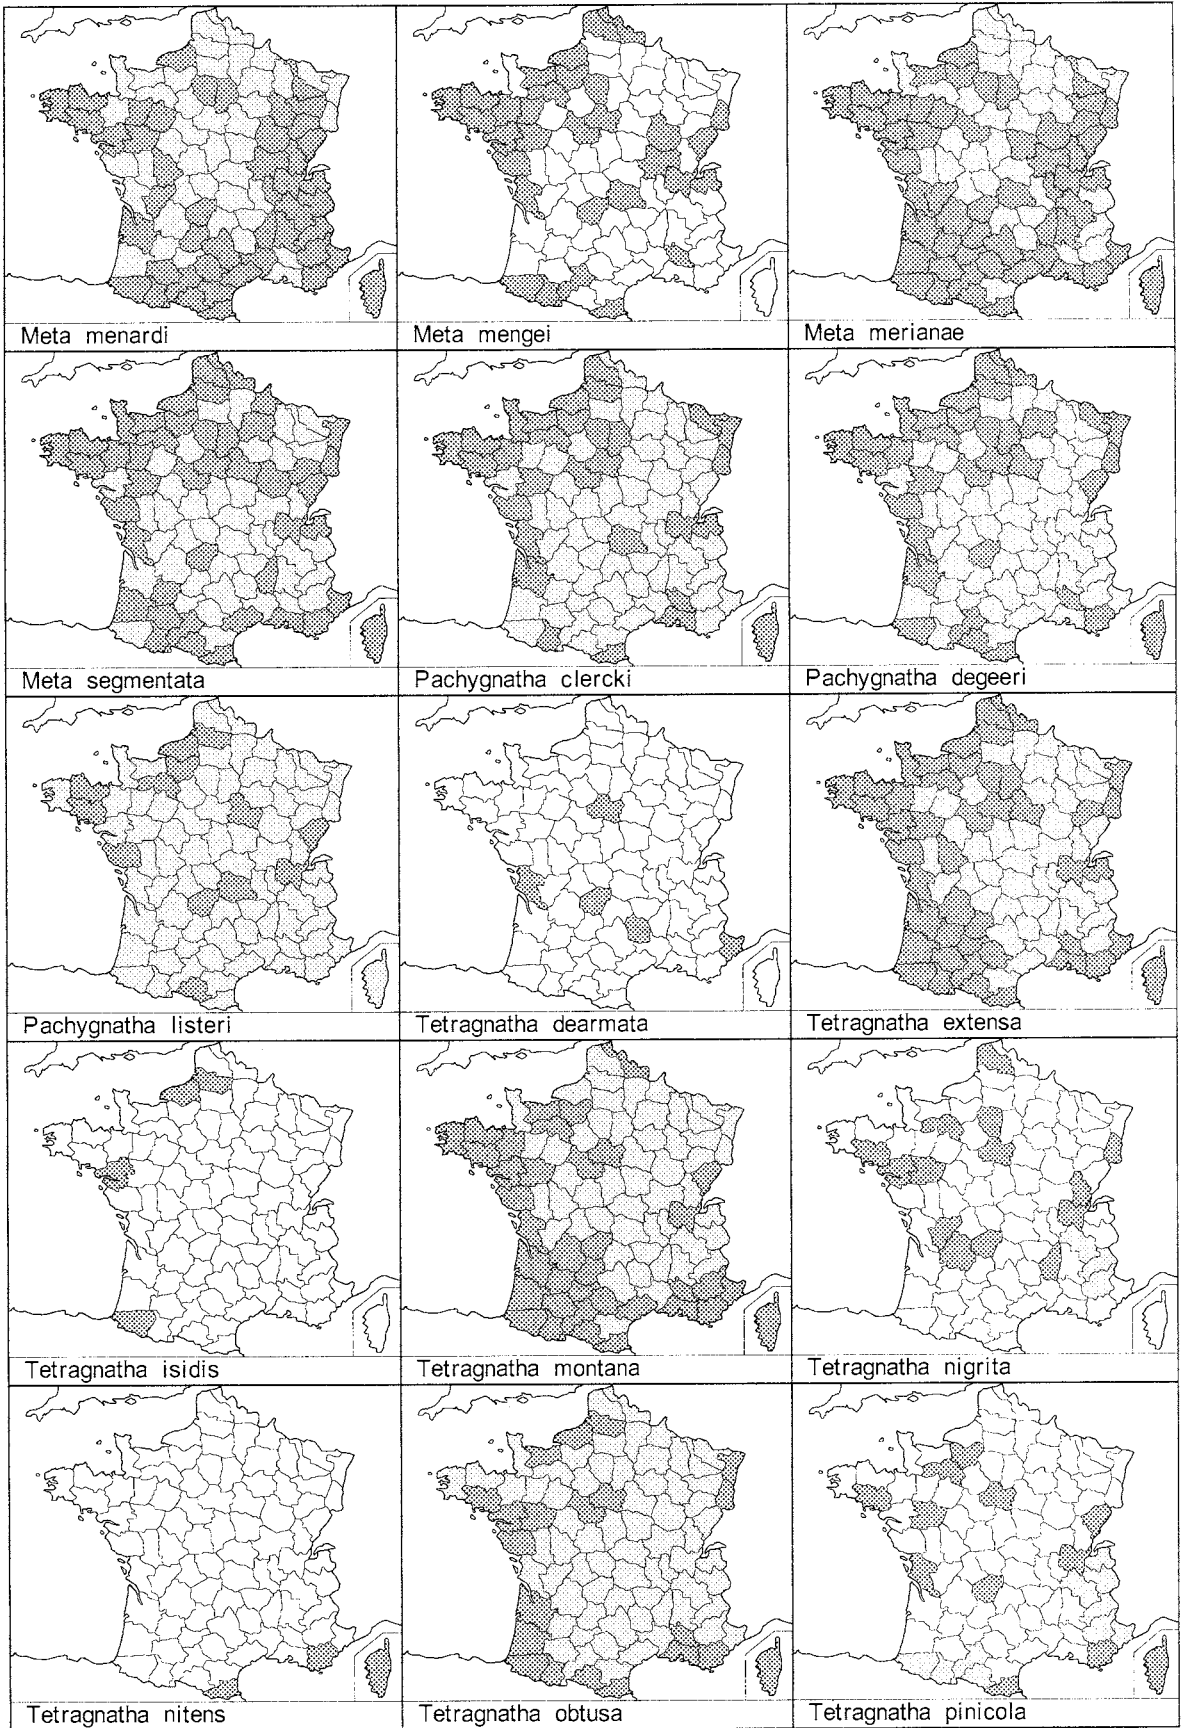 Meta menardi
Meta mengei
Meta merianae
Meta segmentata
Pachygnatha clercki
Pachygnatha degeeri
Pachygnatha listeri
Tetragnatha dearmata
Tetragnatha extensa
Tetragnatha isidis
Tetragnatha montana
Tetragnatha nigrita
Tetragnatha nitens
Tetragnatha obtusa
Tetragnatha pinicola